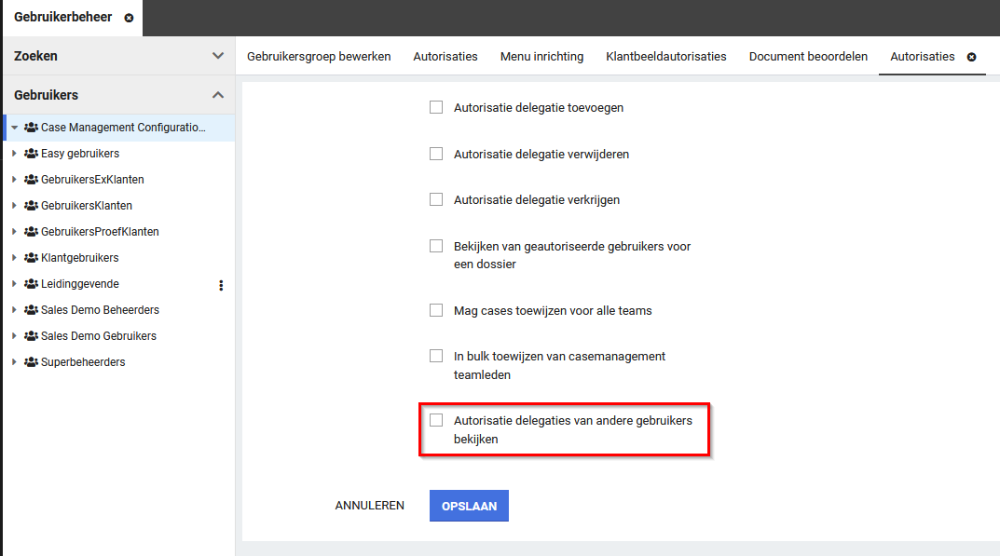 Gebruikerbeheer
Zoeken
Gebruikers
Case Management Configuratio...
Easy gebruikers
GebruikersExKlanten
GebruikersKlanten
GebruikersProefKlanten
Klantgebruikers
Leidinggevende
Sales Demo Beheerders
Sales Demo Gebruikers
Superbeheerders
Gebruikersgroep bewerken Autorisaties Menu inrichting Klantbeeldautorisaties Document beoordelen Autorisaties
Autorisatie delegatie toevoegen
Autorisatie delegatie verwijderen
Autorisatie delegatie verkrijgen
Bekijken van geautoriseerde gebruikers voor
een dossier
Mag cases toewijzen voor alle teams
In bulk toewijzen van casemanagement
teamleden
Autorisatie delegaties van andere gebruikers
bekijken
ANNULEREN OPSLAAN